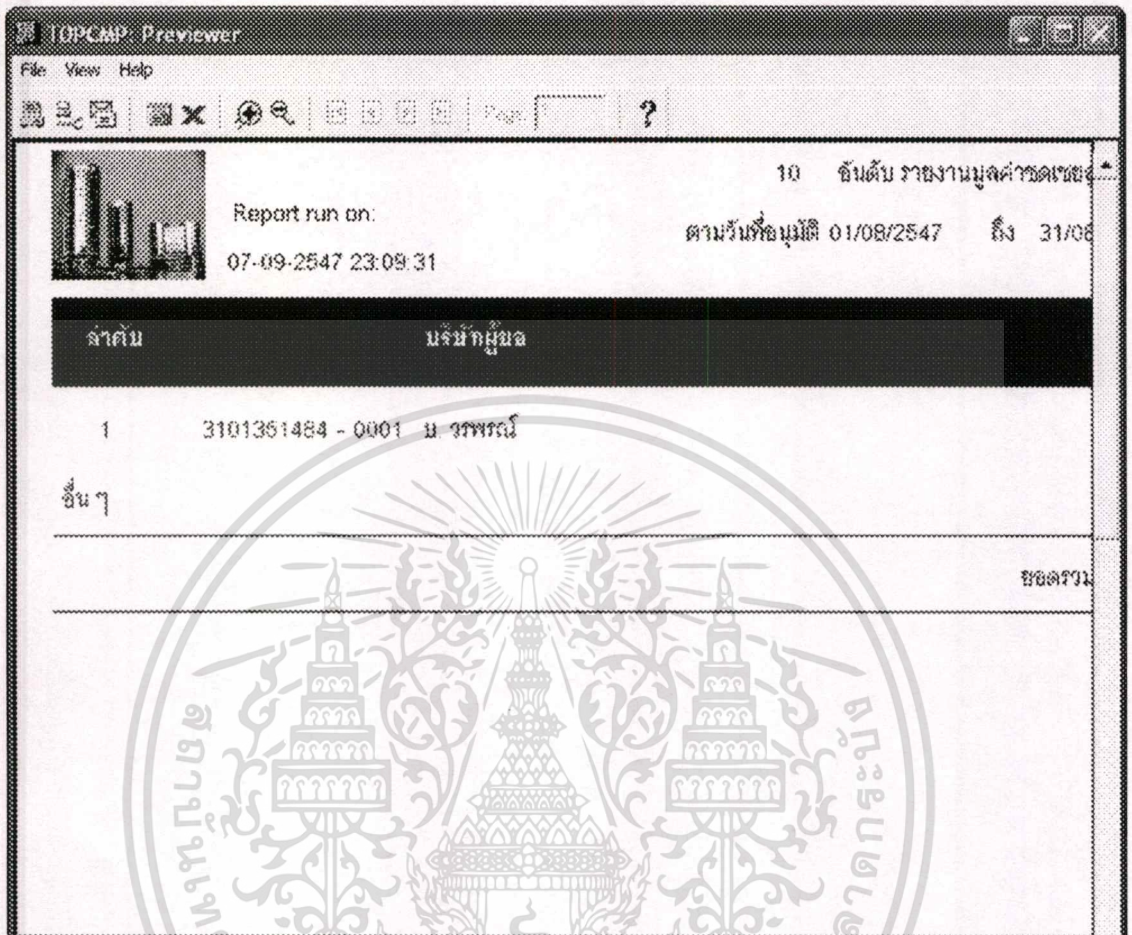 TOPCMP: Previewer
File View Help
Page: ?
10 อันดับ รายงานมูลค่าชดเชย
Report run on:
ตามวันที่อนุมัติ 01/08/2547 ถึง 31/08
07-09-2547 23:09:31
ลำดับ บริษัทผู้ขอ
1 3101351484 - 0001 บ. วรพรณ์
อื่น ๆ
ยอดรวม